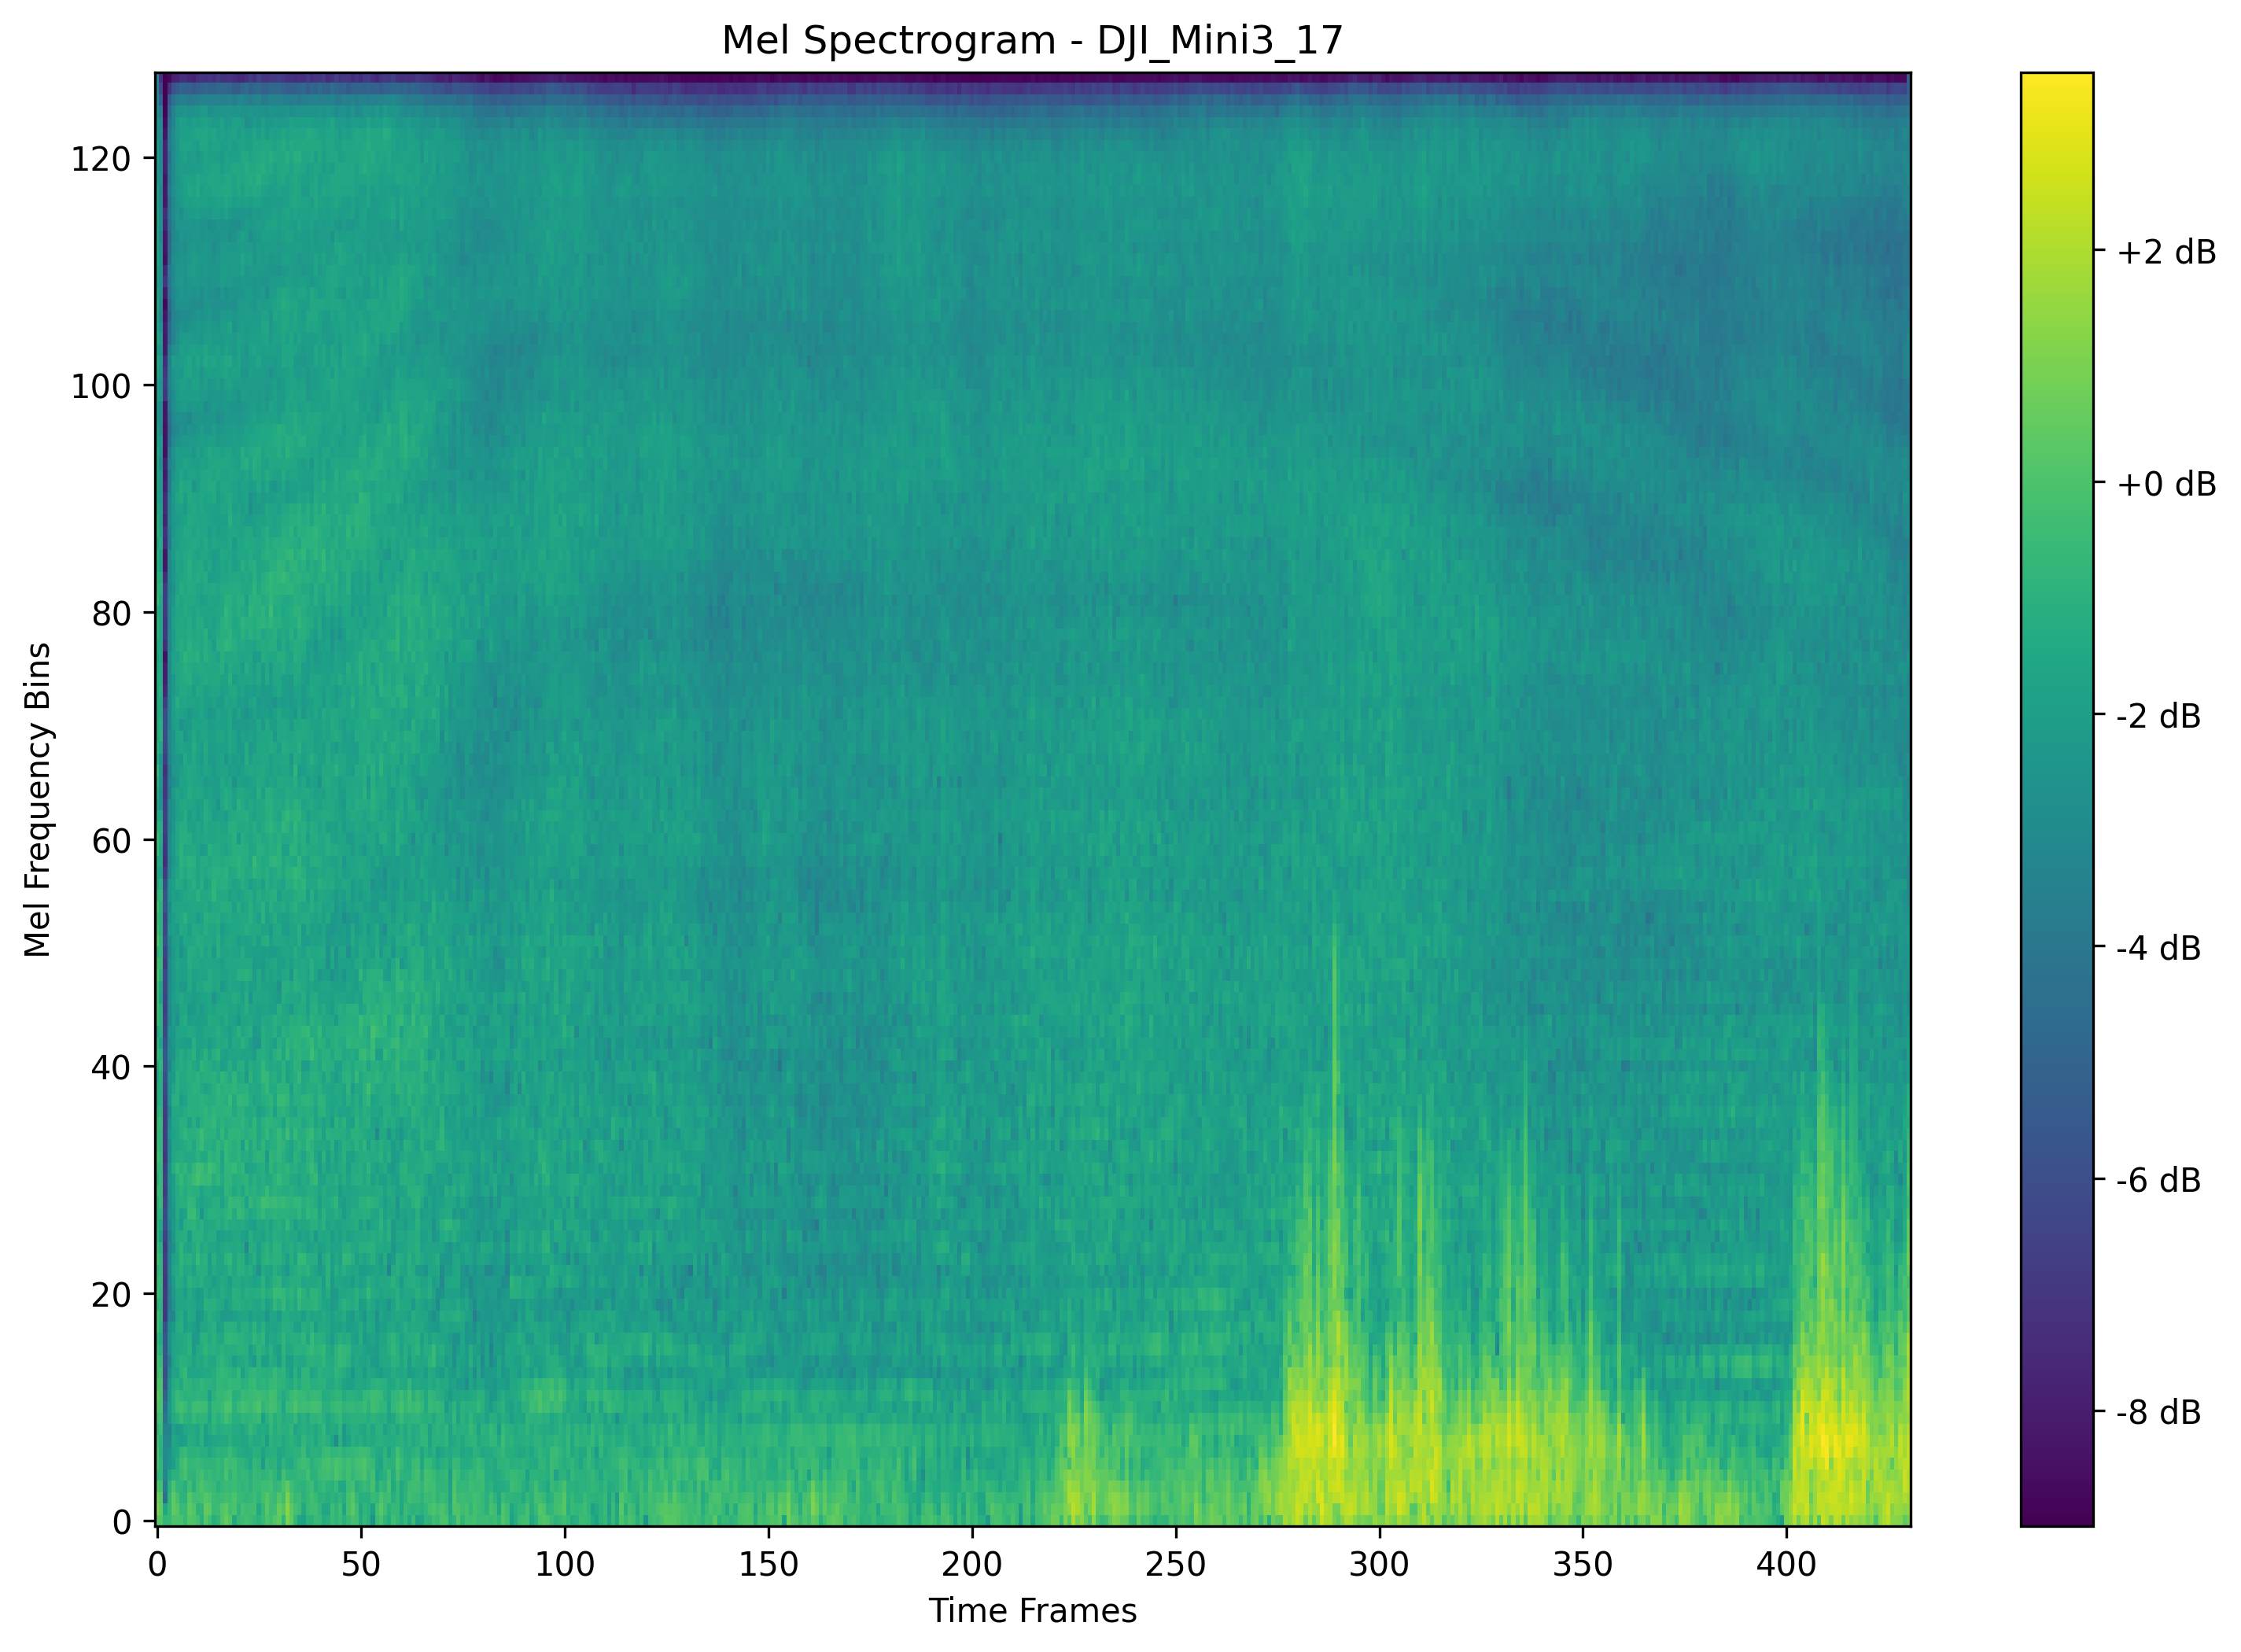 Mel Spectrogram - DJI_Mini3_17
Mel Frequency Bins
120
100
80
60
40
20
0
0 50 100 150 200 250 300 350 400
Time Frames
+2 dB
+0 dB
-2 dB
-4 dB
-6 dB
-8 dB